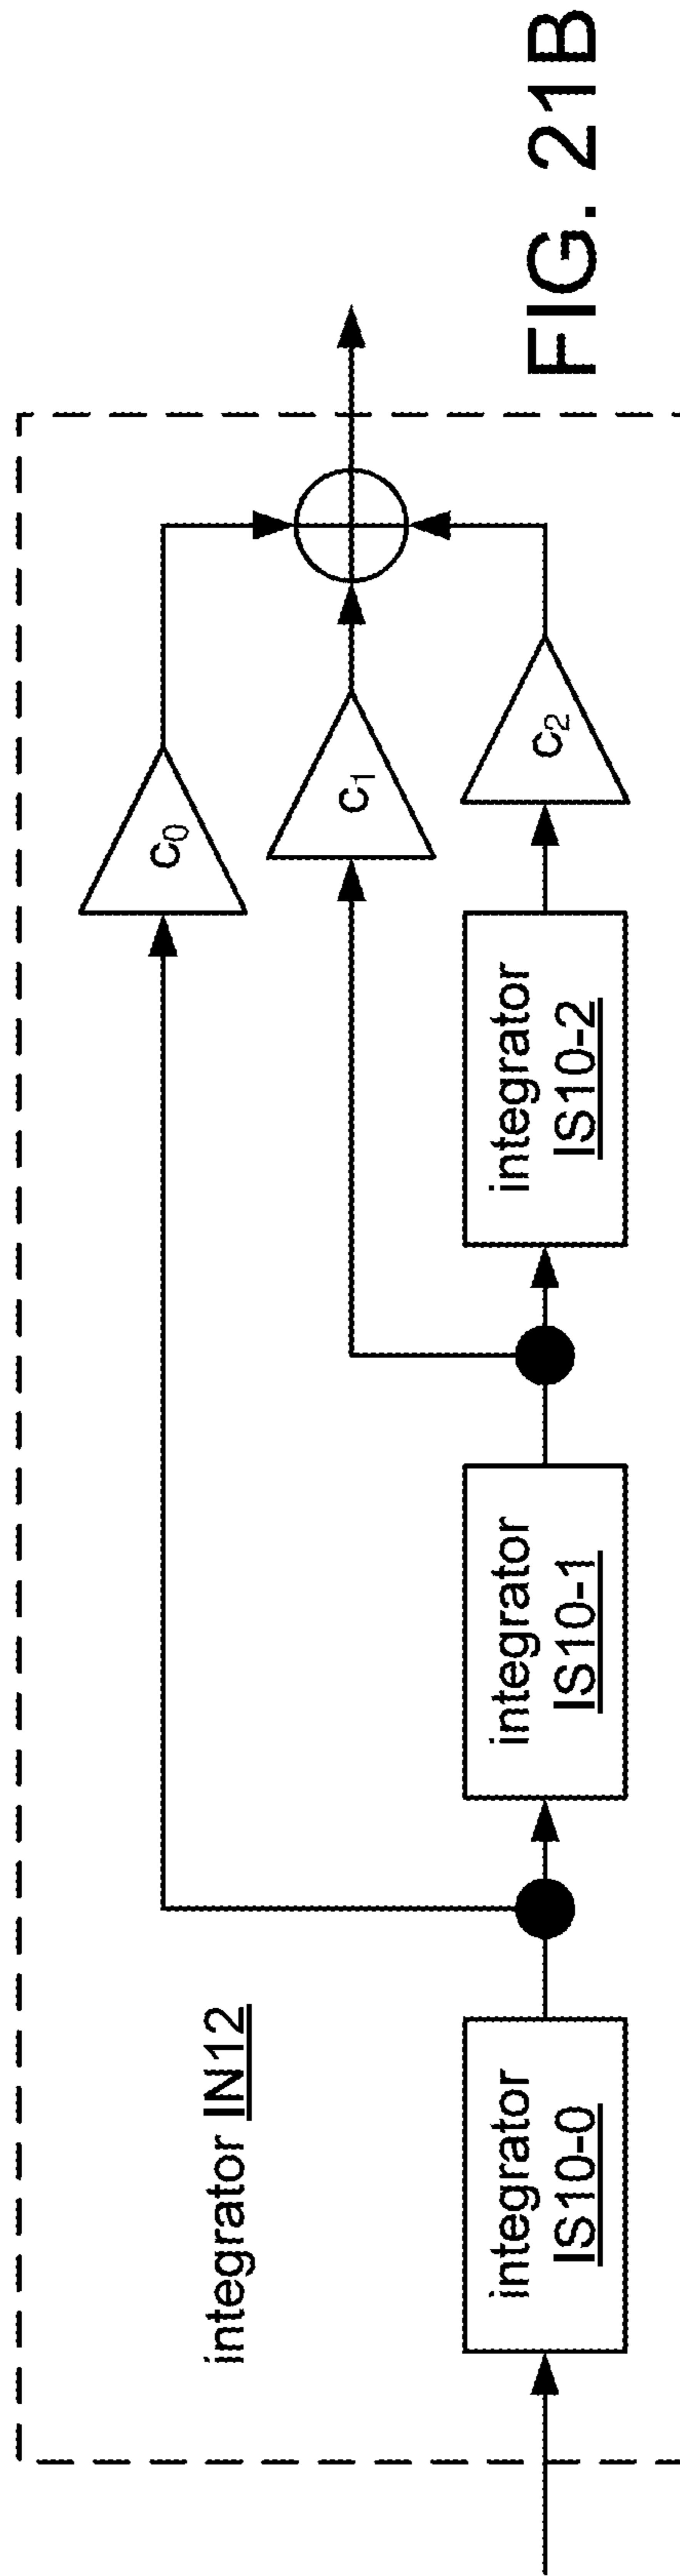 integrator IN12
integrator
IS10-0
integrator
IS10-1
integrator
IS10-2
c₀
c₁
c₂
FIG. 21B